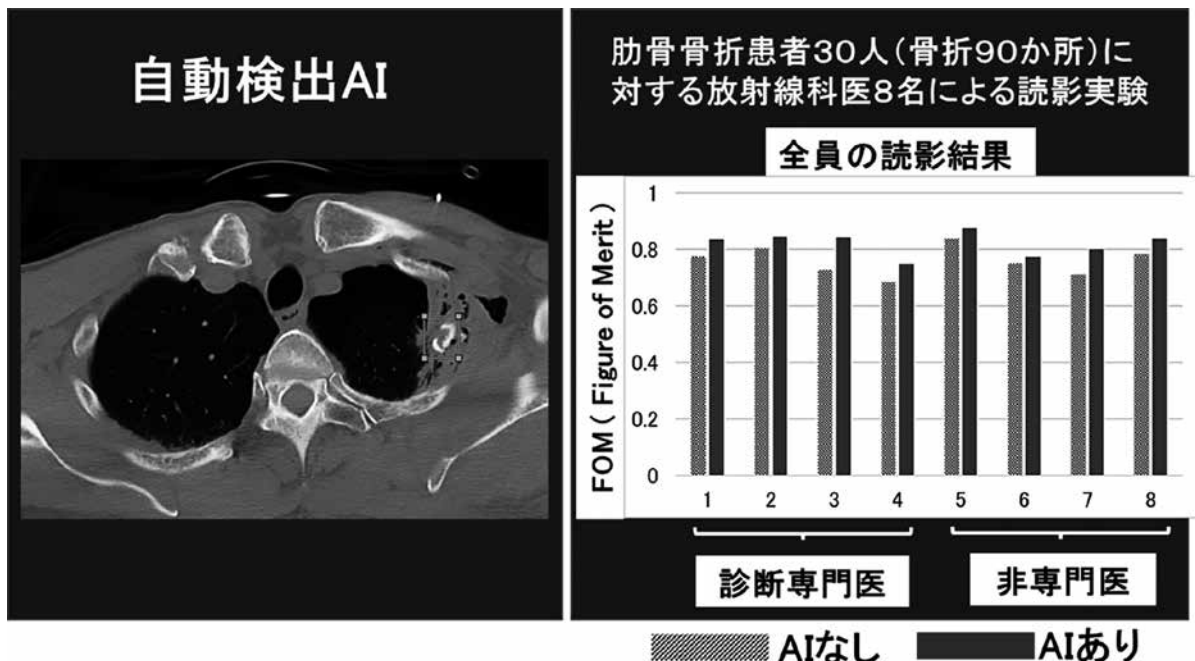 自動検出AI
肋骨骨折患者30人(骨折90か所)に
対する放射線科医8名による読影実験
全員の読影結果
FOM ( Figure of Merit )
1
0.8
0.6
0.4
0.2
0
1 2 3 4 5 6 7 8
診断専門医 非専門医
AIなし AIあり